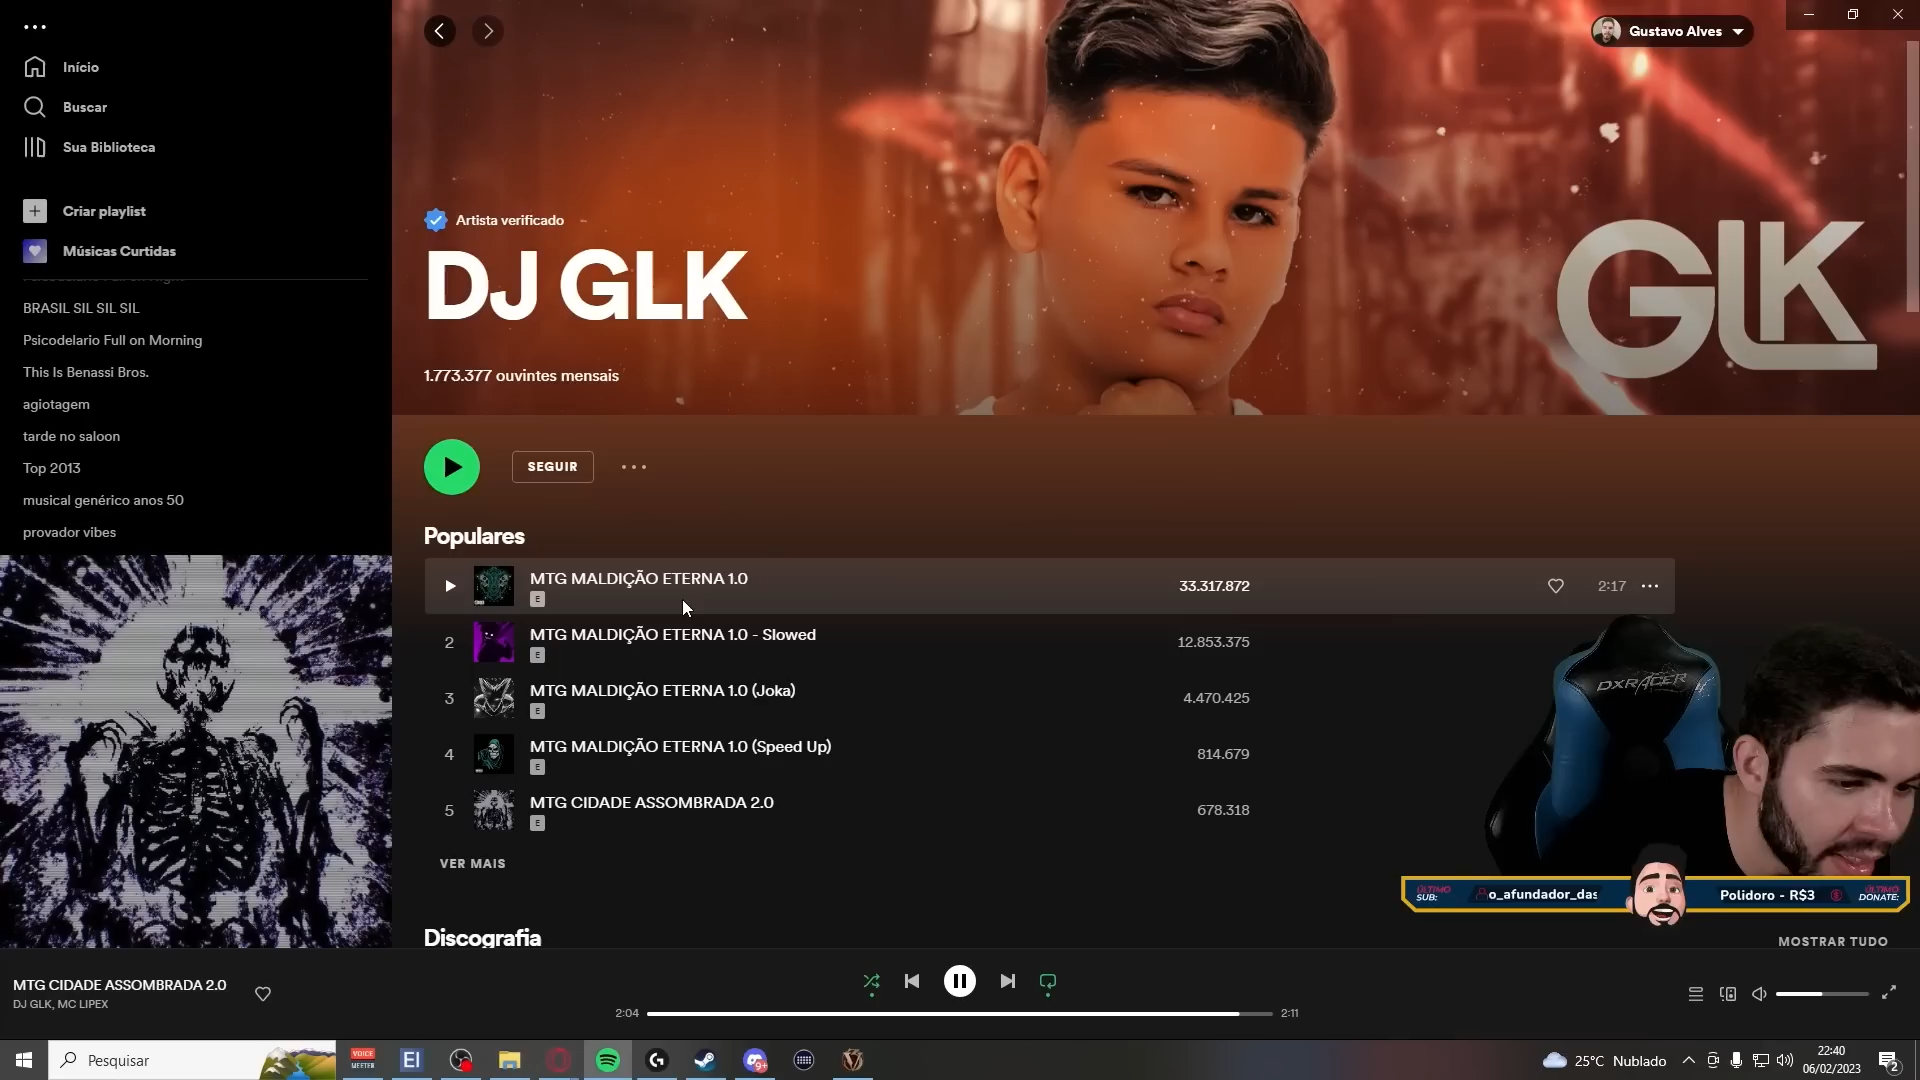 Início
Buscar
Sua Biblioteca
Criar playlist
Músicas Curtidas
BRASIL SIL SIL SIL
Psicodelario Full on Morning
This Is Benassi Bros.
agiotagem
tarde no saloon
Top 2013
musical genérico anos 50
provador vibes
Gustavo Alves
Artista verificado
DJ GLK
GLK
1.773.377 ouvintes mensais
SEGUIR
Populares
MTG MALDIÇÃO ETERNA 1.0
E
33.317.872
2:17
2
MTG MALDIÇÃO ETERNA 1.0 - Slowed
E
12.853.375
3
MTG MALDIÇÃO ETERNA 1.0 (Joka)
E
4.470.425
4
MTG MALDIÇÃO ETERNA 1.0 (Speed Up)
E
814.679
5
MTG CIDADE ASSOMBRADA 2.0
E
678.318
VER MAIS
DXRACER
ÚLTIMO SUB:
o_afundador_das
Polidoro - R$3
ÚLTIMO DONATE:
Discografia
MOSTRAR TUDO
MTG CIDADE ASSOMBRADA 2.0
DJ GLK, MC LIPEX
2:04
2:11
Pesquisar
VOICE MEETER
EI
9+
25°C Nublado
22:40
06/02/2023
2